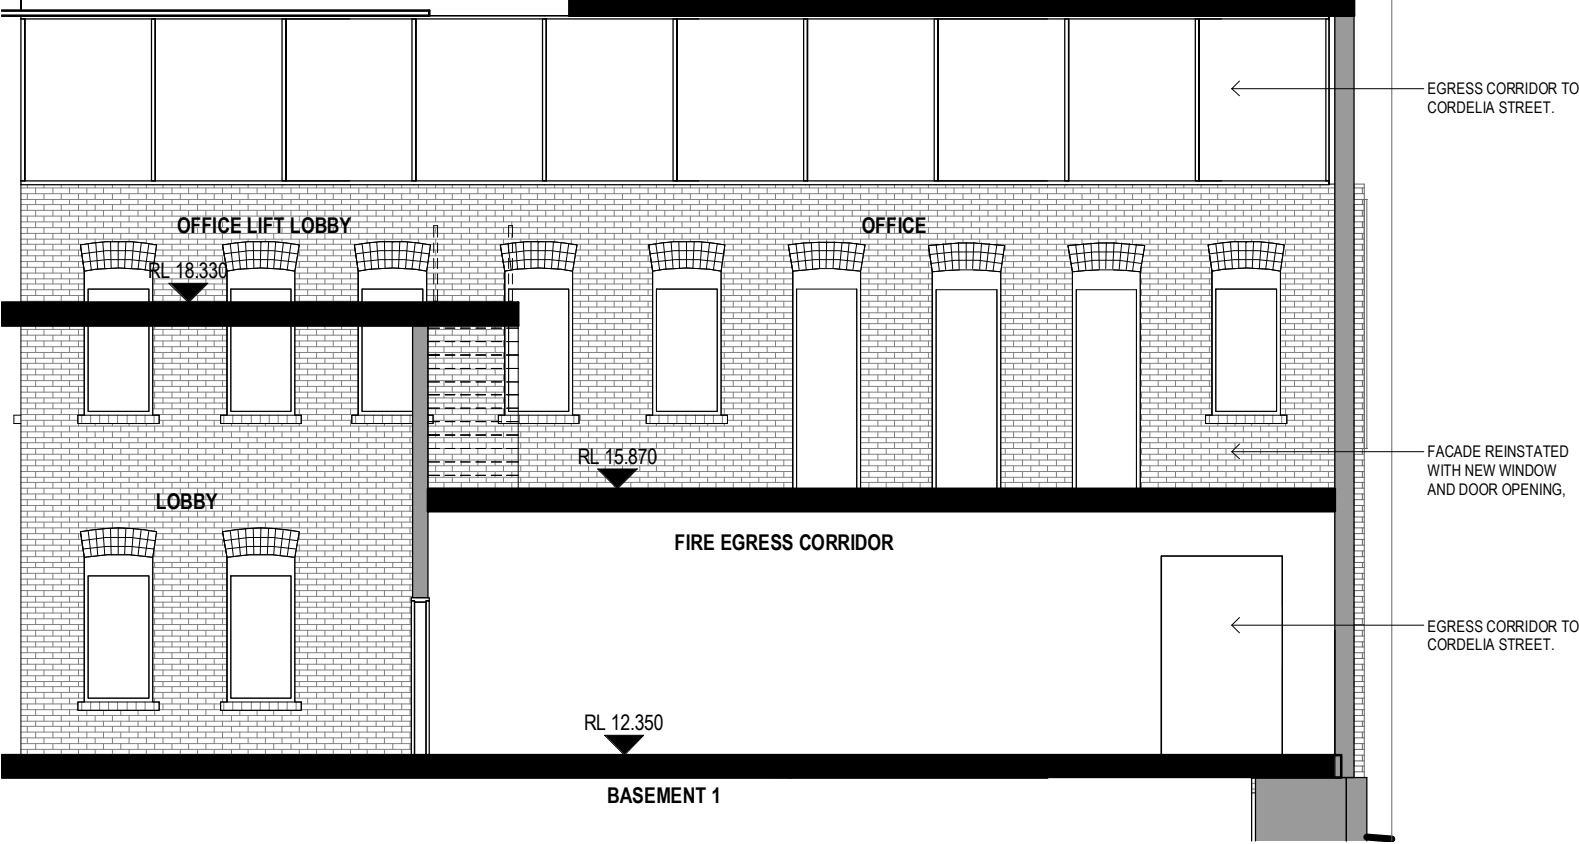 EGRESS CORRIDOR TO
CORDELIA STREET.
OFFICE LIFT LOBBY
OFFICE
RL 18.330
FACADE REINSTATED
WITH NEW WINDOW
AND DOOR OPENING,
RL 15.870
LOBBY
FIRE EGRESS CORRIDOR
EGRESS CORRIDOR TO
CORDELIA STREET.
RL 12.350
BASEMENT 1